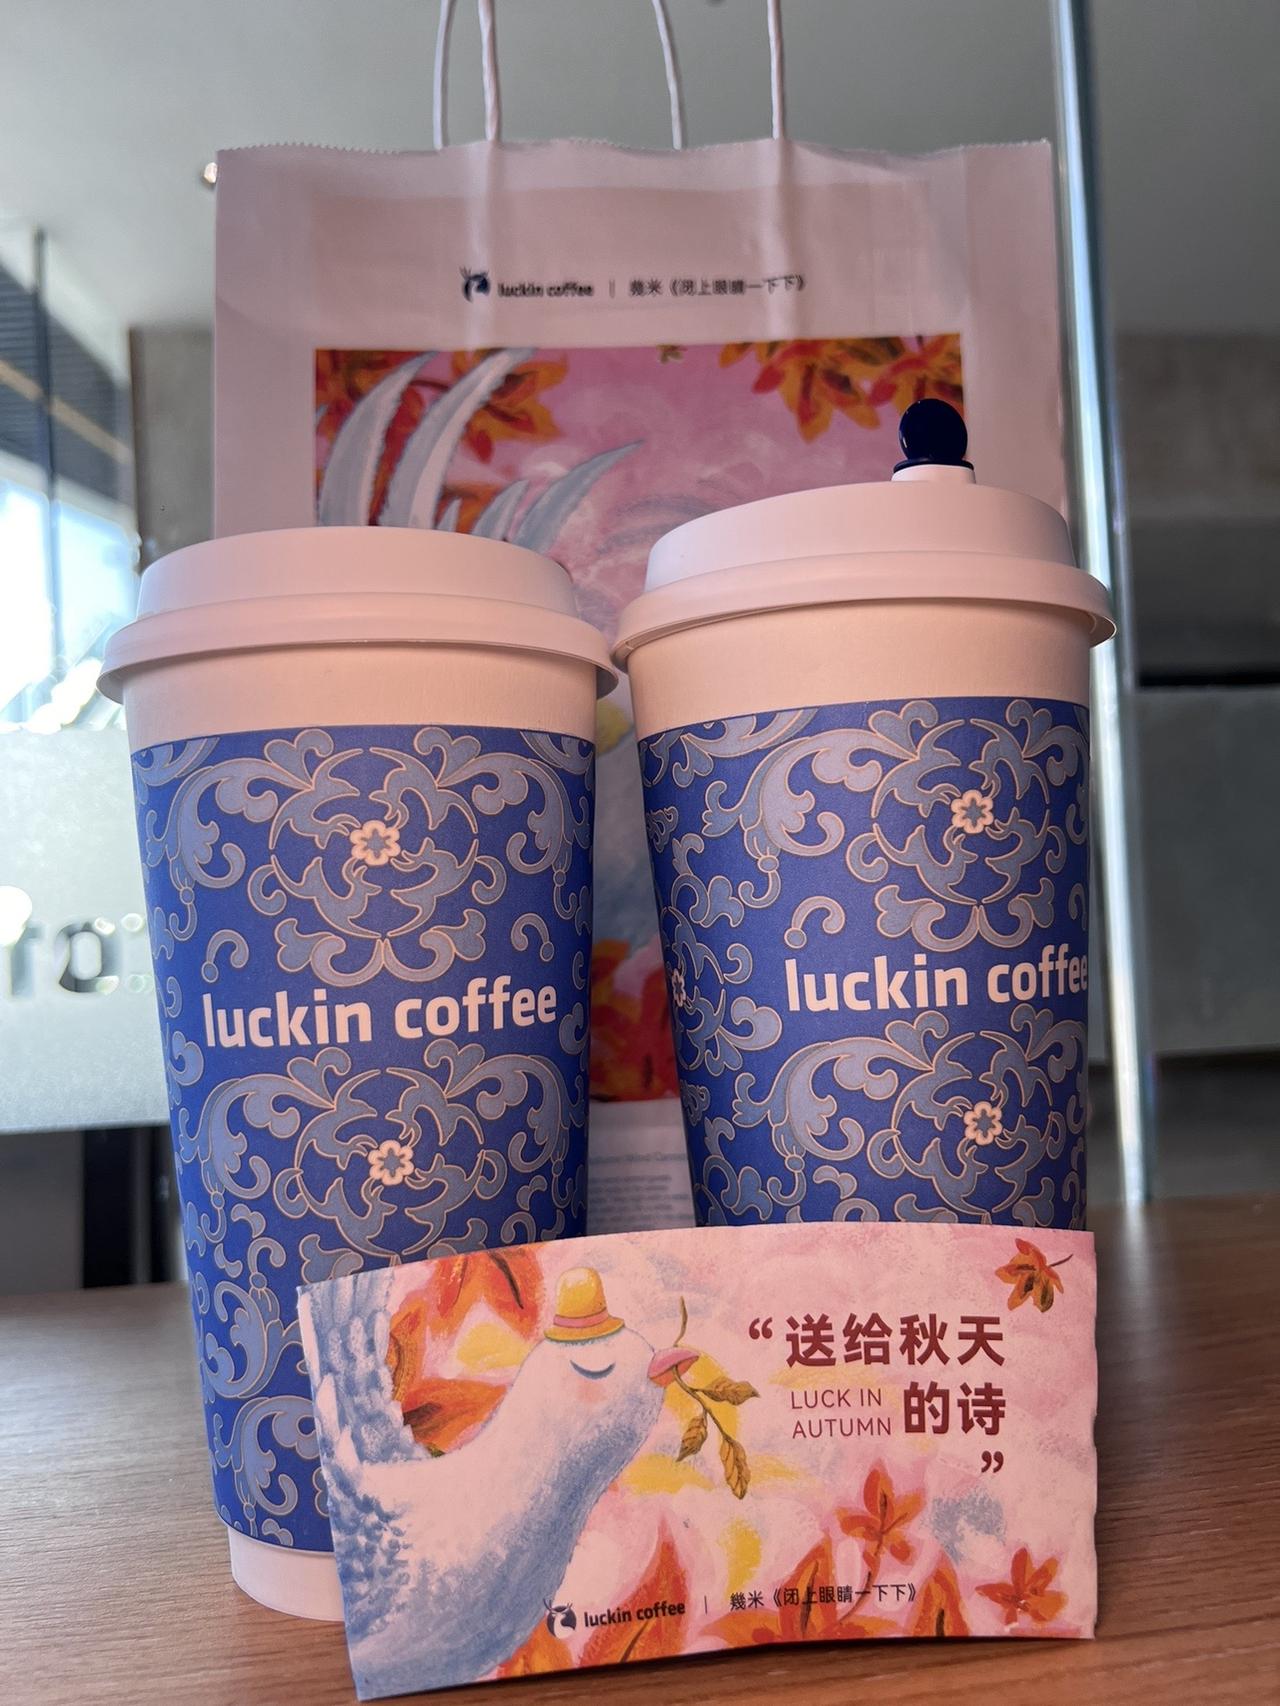 luckin coffee | 幾米《闭上眼睛一下下》
luckin coffee
luckin coffee
“送给秋天
LUCK IN
AUTUMN
的诗
”
luckin coffee | 幾米《闭上眼睛一下下》